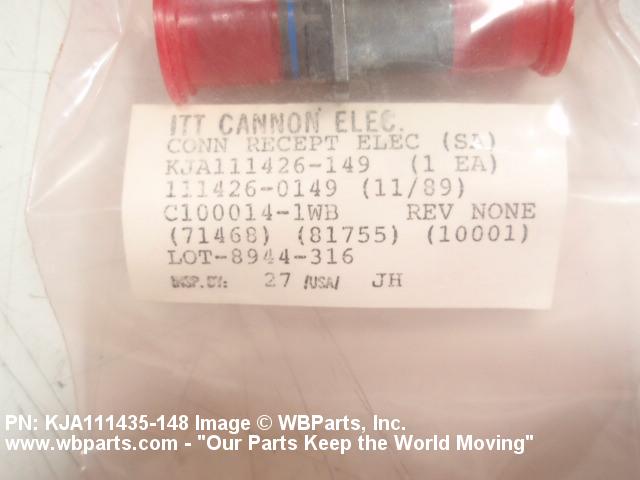 ITT CANNON ELEC.
CONN RECEPT ELEC (SA)
KJA111426-149 (1 EA)
111426-0149 (11/89)
C100014-1WB REV NONE
(71468) (81755) (10001)
LOT-8944-316
INSP. BY: 27 /USA/ JH
PN: KJA111435-148 Image © WBParts, Inc.
www.wbparts.com - "Our Parts Keep the World Moving"